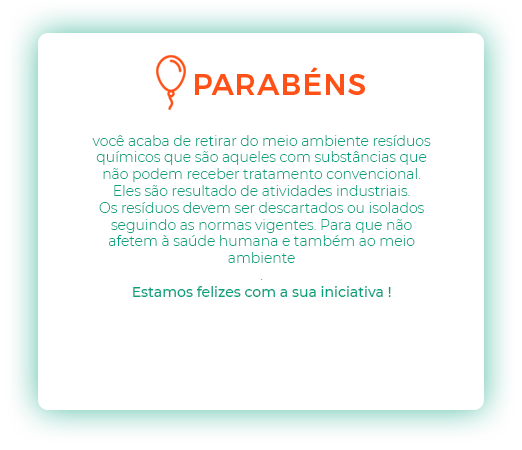 PARABÉNS
você acaba de retirar do meio ambiente resíduos
químicos que são aqueles com substâncias que
não podem receber tratamento convencional.
Eles são resultado de atividades industriais.
Os resíduos devem ser descartados ou isolados
seguindo as normas vigentes. Para que não
afetem à saúde humana e também ao meio
ambiente
.
Estamos felizes com a sua iniciativa !